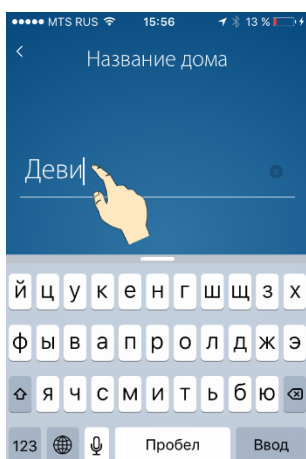 MTS RUS 15:56 13 %
Название дома
Деви
й ц у к е н г ш щ з х
ф ы в а п р о л д ж э
я ч с м и т ь б ю
123 Пробел Ввод